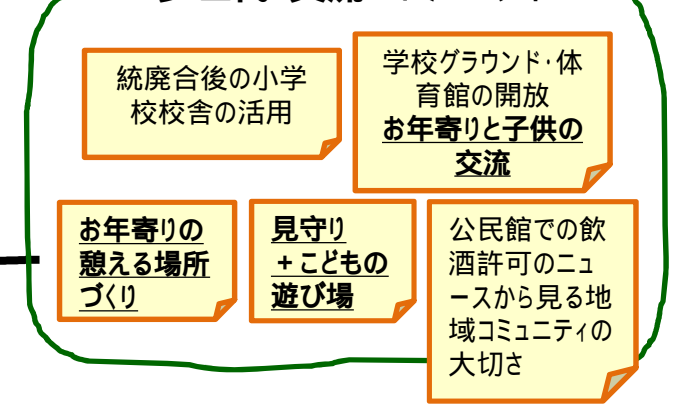 統廃合後の小学
校校舎の活用
学校グラウンド・体
育館の開放
お年寄りと子供の
交流
お年寄りの
憩える場所
づくり
見守り
+こどもの
遊び場
公民館での飲
酒許可のニュ
ースから見る地
域コミュニティの
大切さ